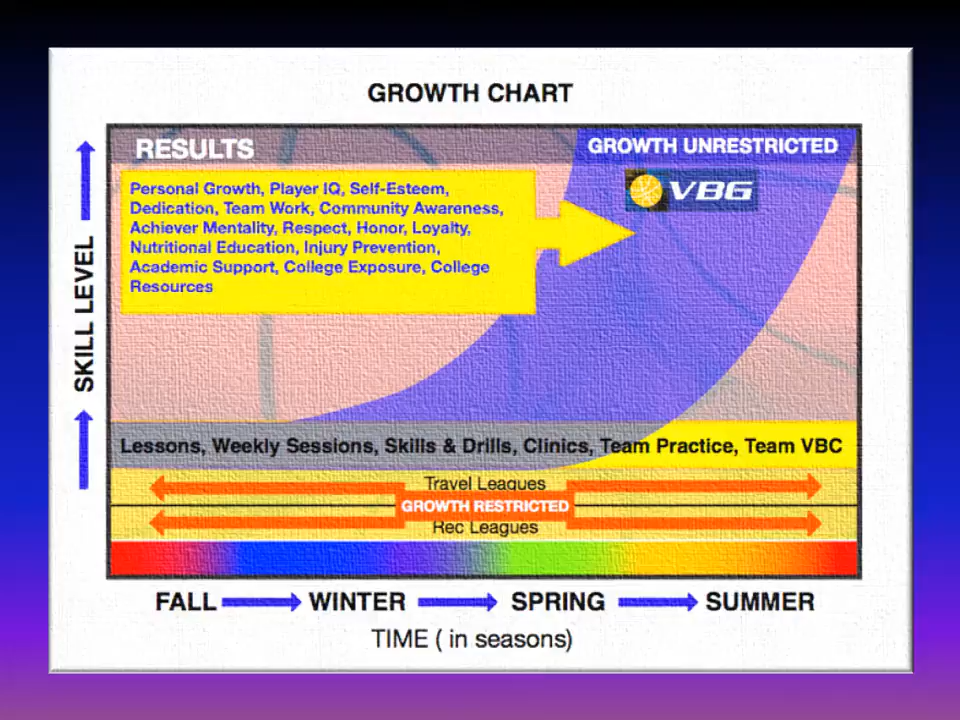 GROWTH CHART
RESULTS
GROWTH UNRESTRICTED
VBG
Personal Growth, Player IQ, Self-Esteem,
Dedication, Team Work, Community Awareness,
Achiever Mentality, Respect, Honor, Loyalty,
Nutritional Education, Injury Prevention,
Academic Support, College Exposure, College
Resources
SKILL LEVEL
Lessons, Weekly Sessions, Skills & Drills, Clinics, Team Practice, Team VBC
Travel Leagues
GROWTH RESTRICTED
Rec Leagues
FALL WINTER SPRING SUMMER
TIME ( in seasons)